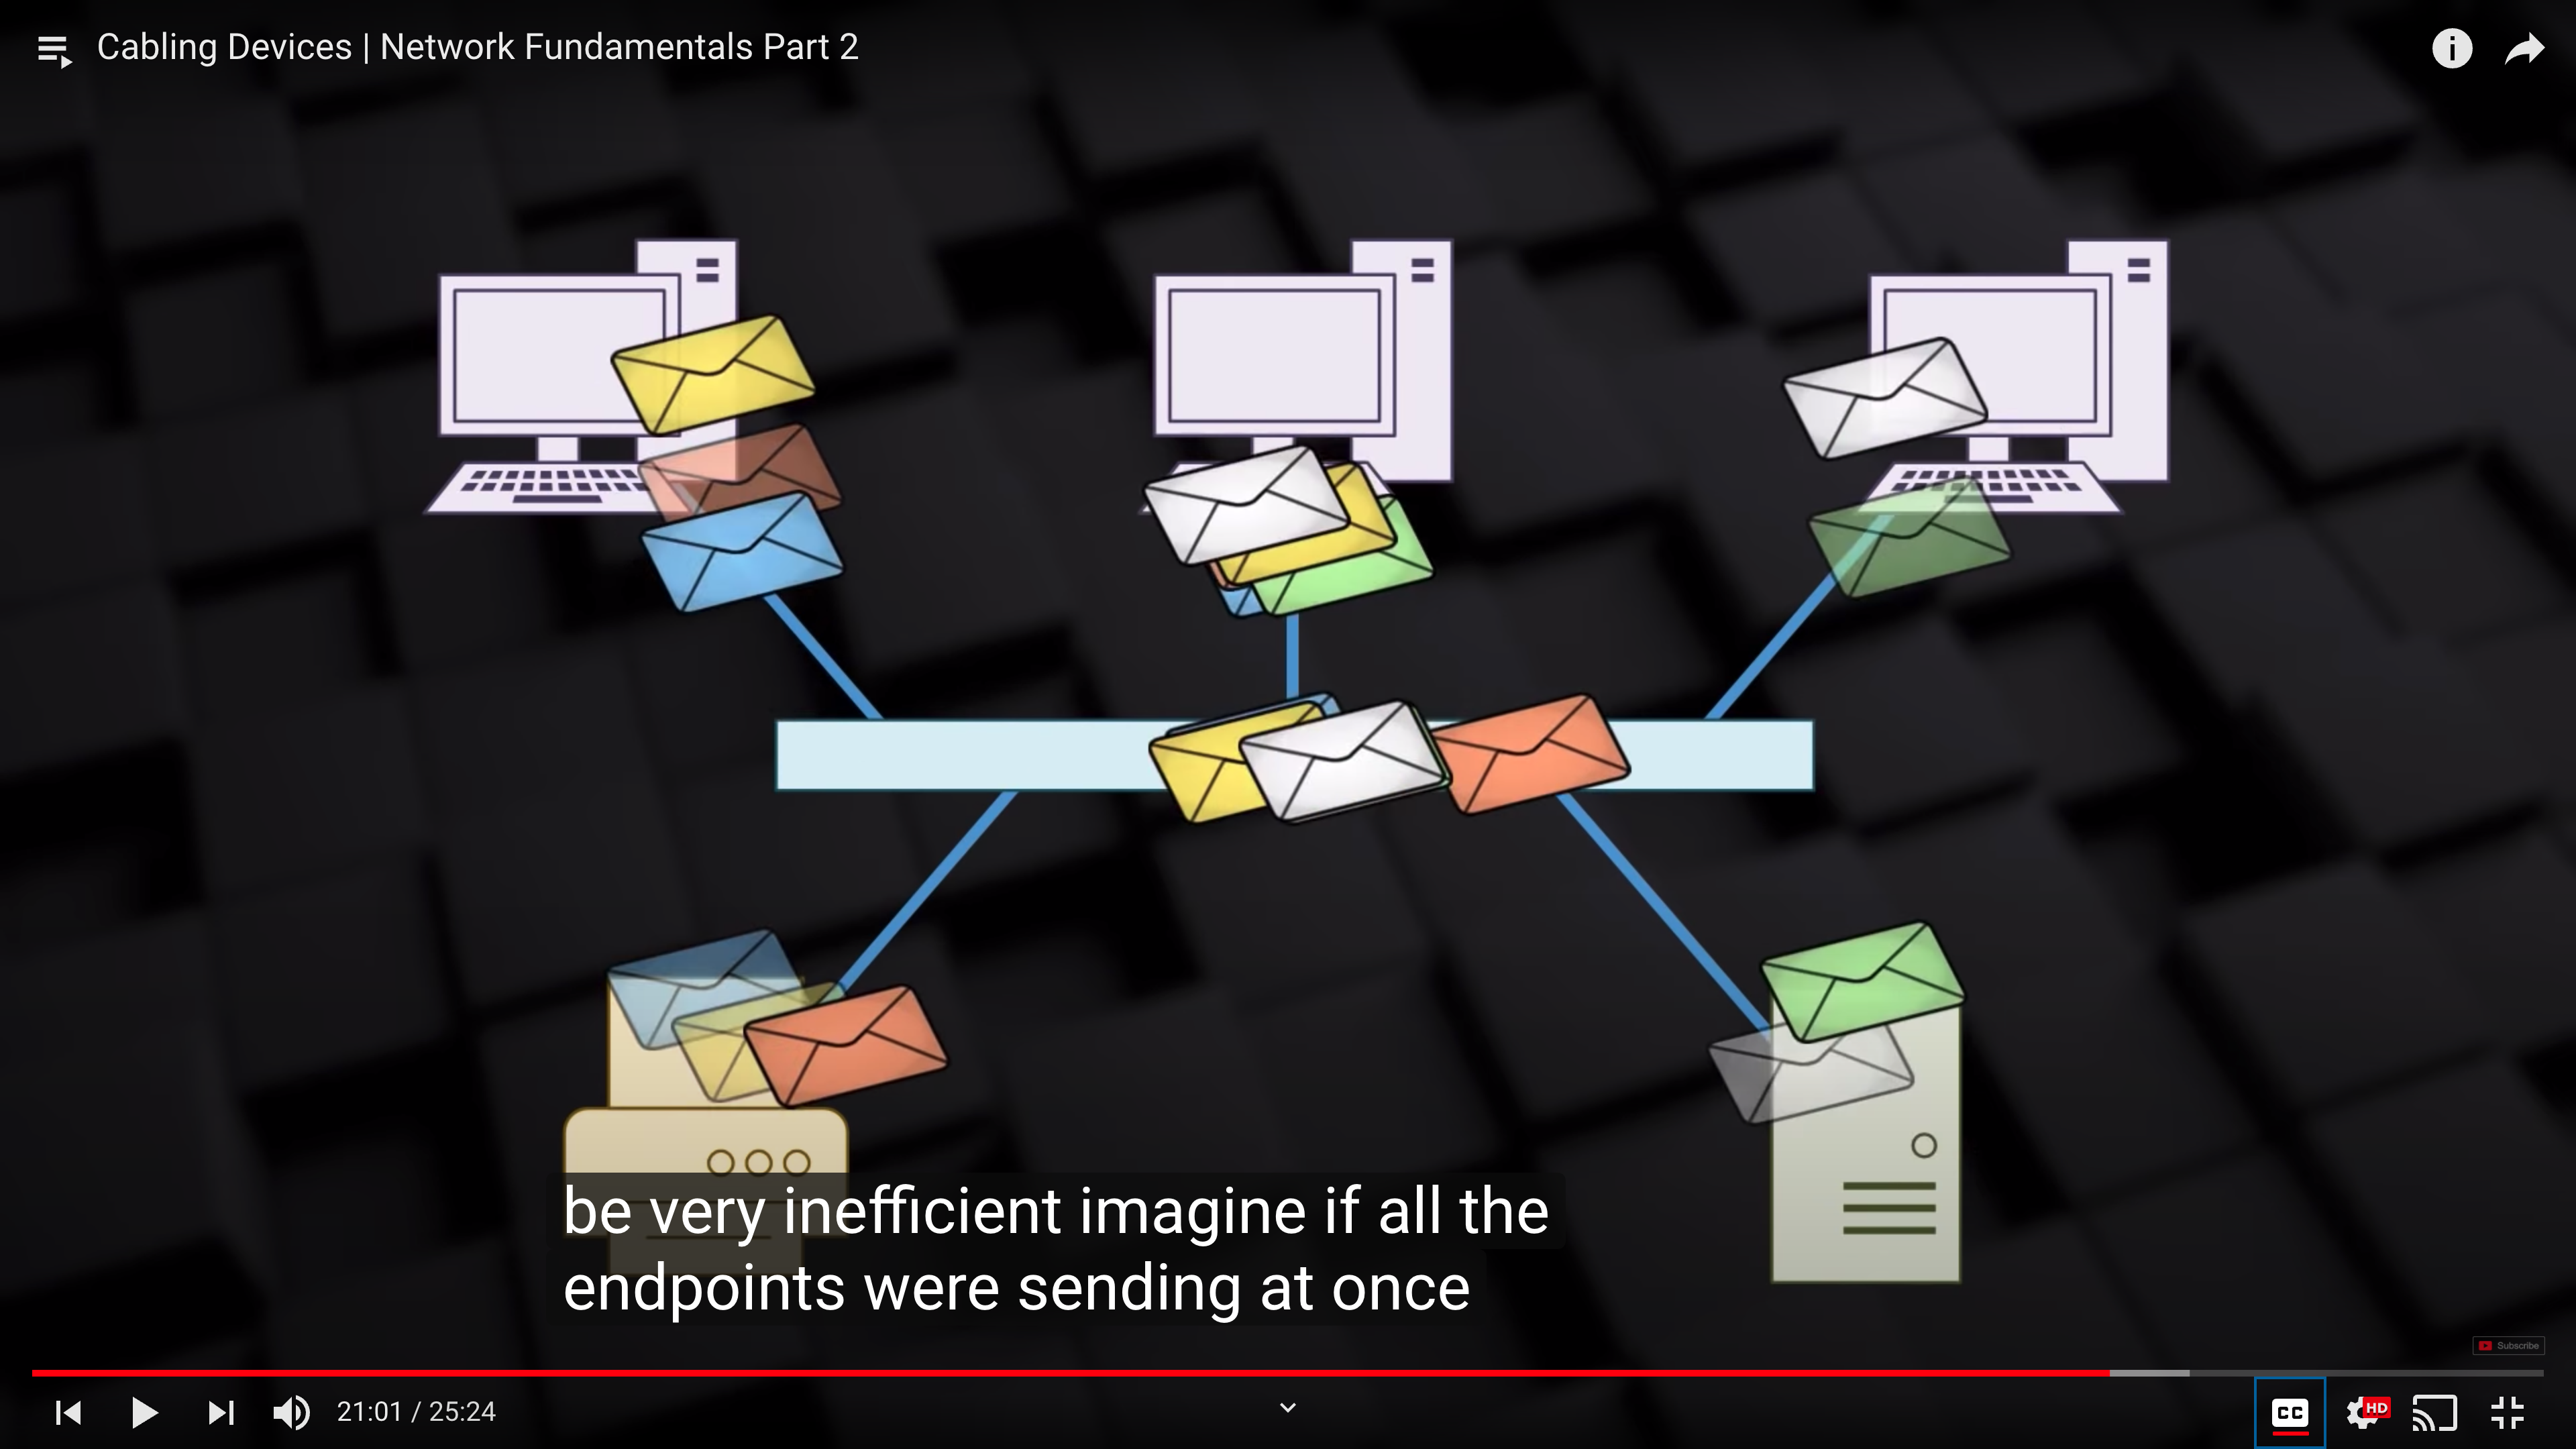 Cabling Devices | Network Fundamentals Part 2
be very inefficient imagine if all the
endpoints were sending at once
Subscribe
21:01 / 25:24
CC
HD